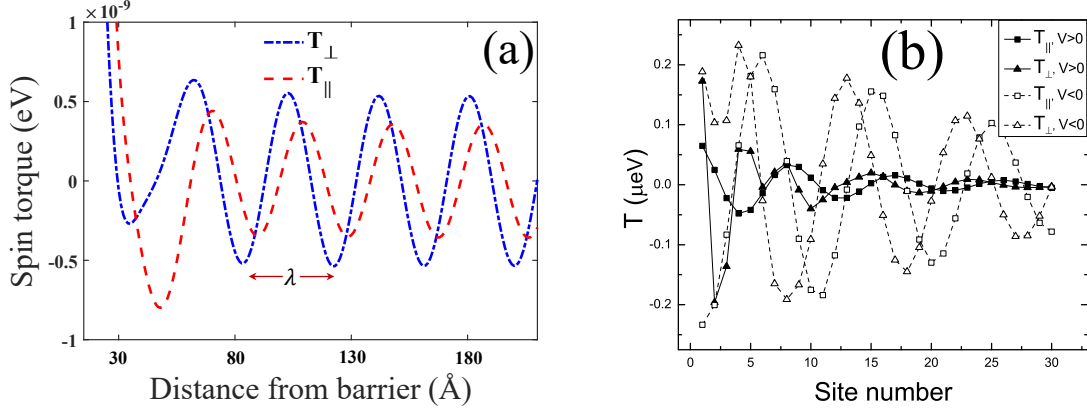 ×10⁻⁹
1
0.5
0
-0.5
-1
Spin torque (eV)
T⊥
T∥
(a)
λ
30
80
130
180
Distance from barrier (Å)
(b)
T∥, V>0
T⊥, V>0
T∥, V<0
T⊥, V<0
0.2
0.1
0.0
-0.1
-0.2
T (μeV)
0
5
10
15
20
25
30
Site number